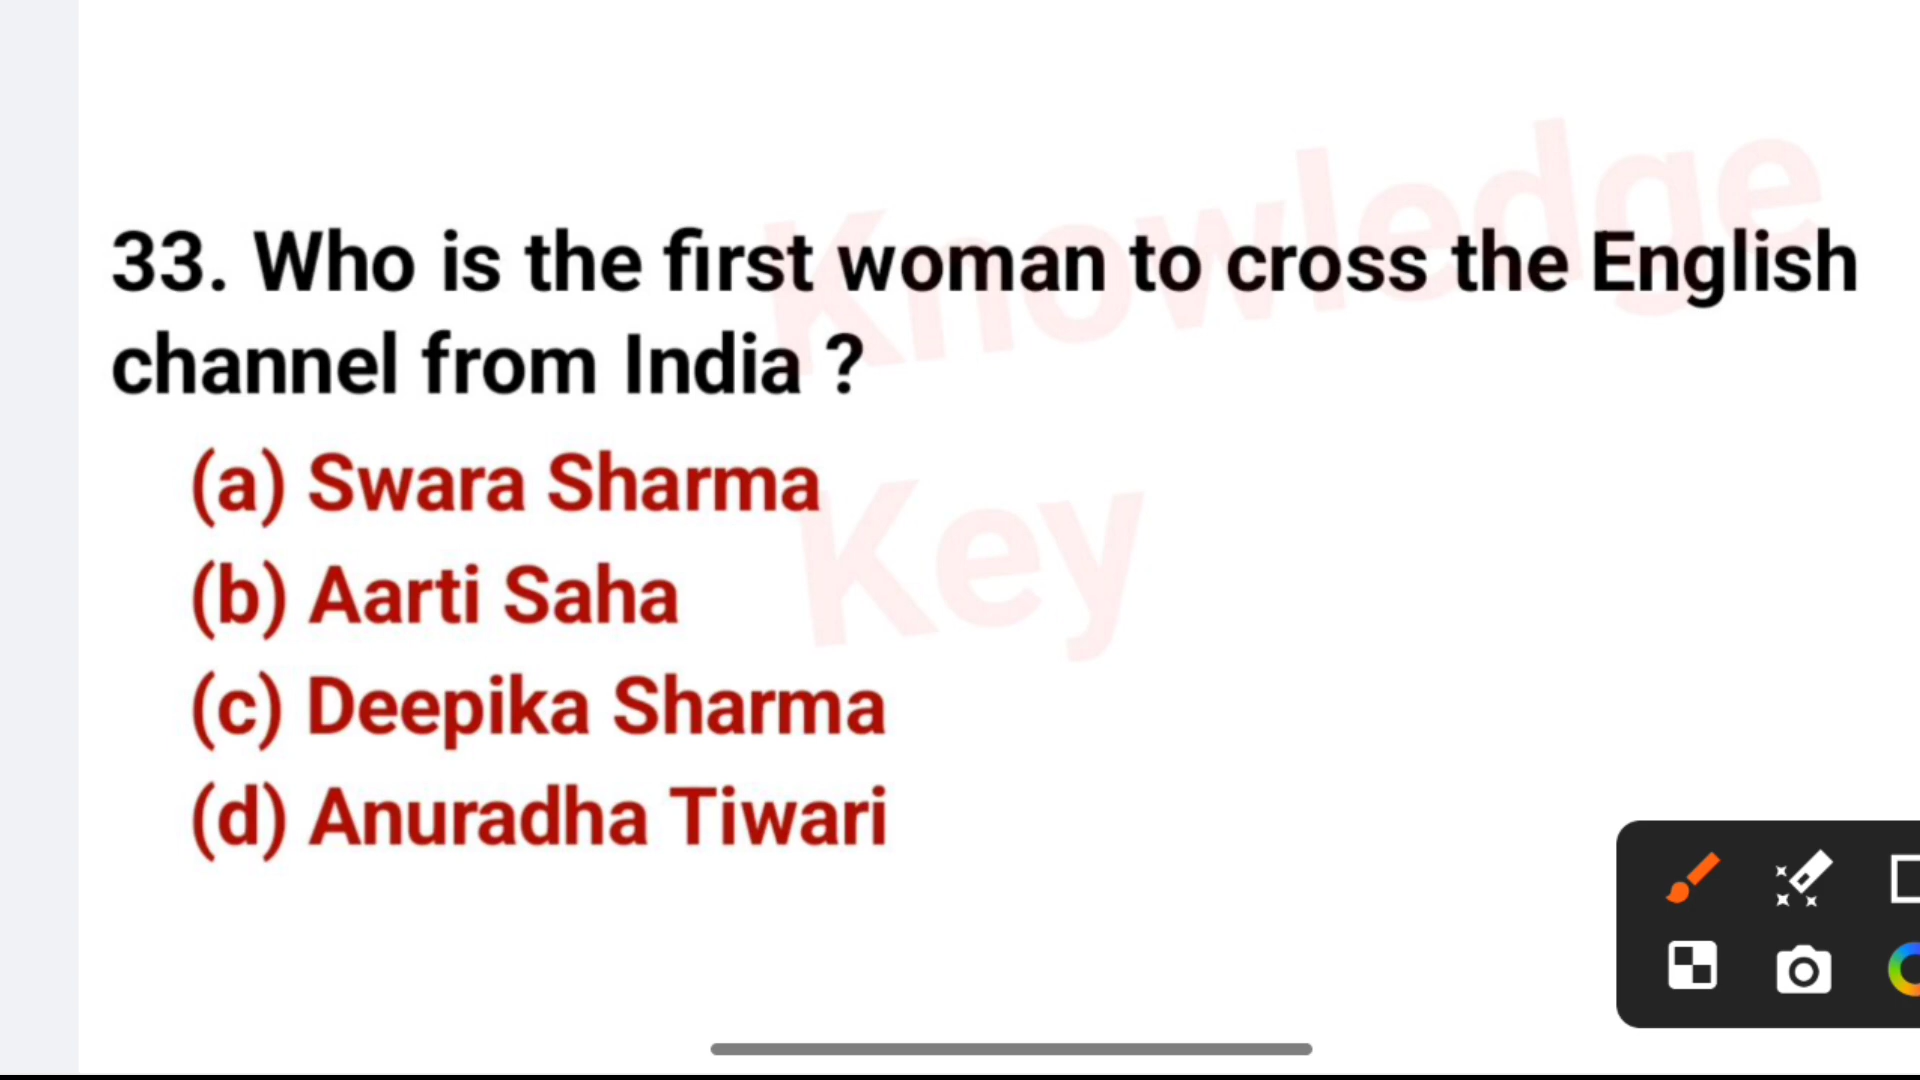 33. Who is the first woman to cross the English
channel from India ?
(a) Swara Sharma
(b) Aarti Saha
(c) Deepika Sharma
(d) Anuradha Tiwari
Knowledge
Key